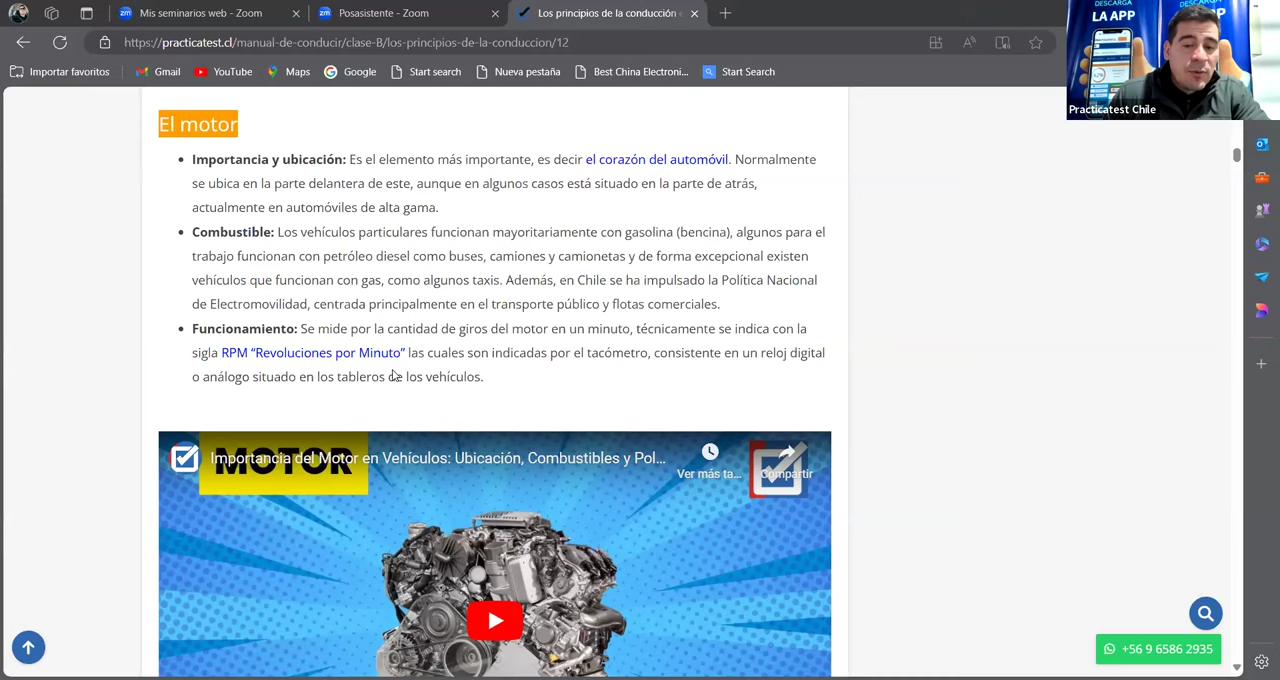 Mis seminarios web - Zoom
Posasistente - Zoom
Los principios de la conducción
https://practicatest.cl/manual-de-conducir/clase-B/los-principios-de-la-conduccion/12
Importar favoritos
Gmail
YouTube
Maps
Google
Start search
Nueva pestaña
Best China Electroni...
Start Search
DESCARGA
LA APP
Practicatest Chile
El motor
• Importancia y ubicación: Es el elemento más importante, es decir el corazón del automóvil. Normalmente
se ubica en la parte delantera de este, aunque en algunos casos está situado en la parte de atrás,
actualmente en automóviles de alta gama.
• Combustible: Los vehículos particulares funcionan mayoritariamente con gasolina (bencina), algunos para el
trabajo funcionan con petróleo diesel como buses, camiones y camionetas y de forma excepcional existen
vehículos que funcionan con gas, como algunos taxis. Además, en Chile se ha impulsado la Política Nacional
de Electromovilidad, centrada principalmente en el transporte público y flotas comerciales.
• Funcionamiento: Se mide por la cantidad de giros del motor en un minuto, técnicamente se indica con la
sigla RPM “Revoluciones por Minuto” las cuales son indicadas por el tacómetro, consistente en un reloj digital
o análogo situado en los tableros de los vehículos.
MOTOR
Importancia del Motor en Vehículos: Ubicación, Combustibles y Pol...
Ver más ta...
Compartir
+56 9 6586 2935